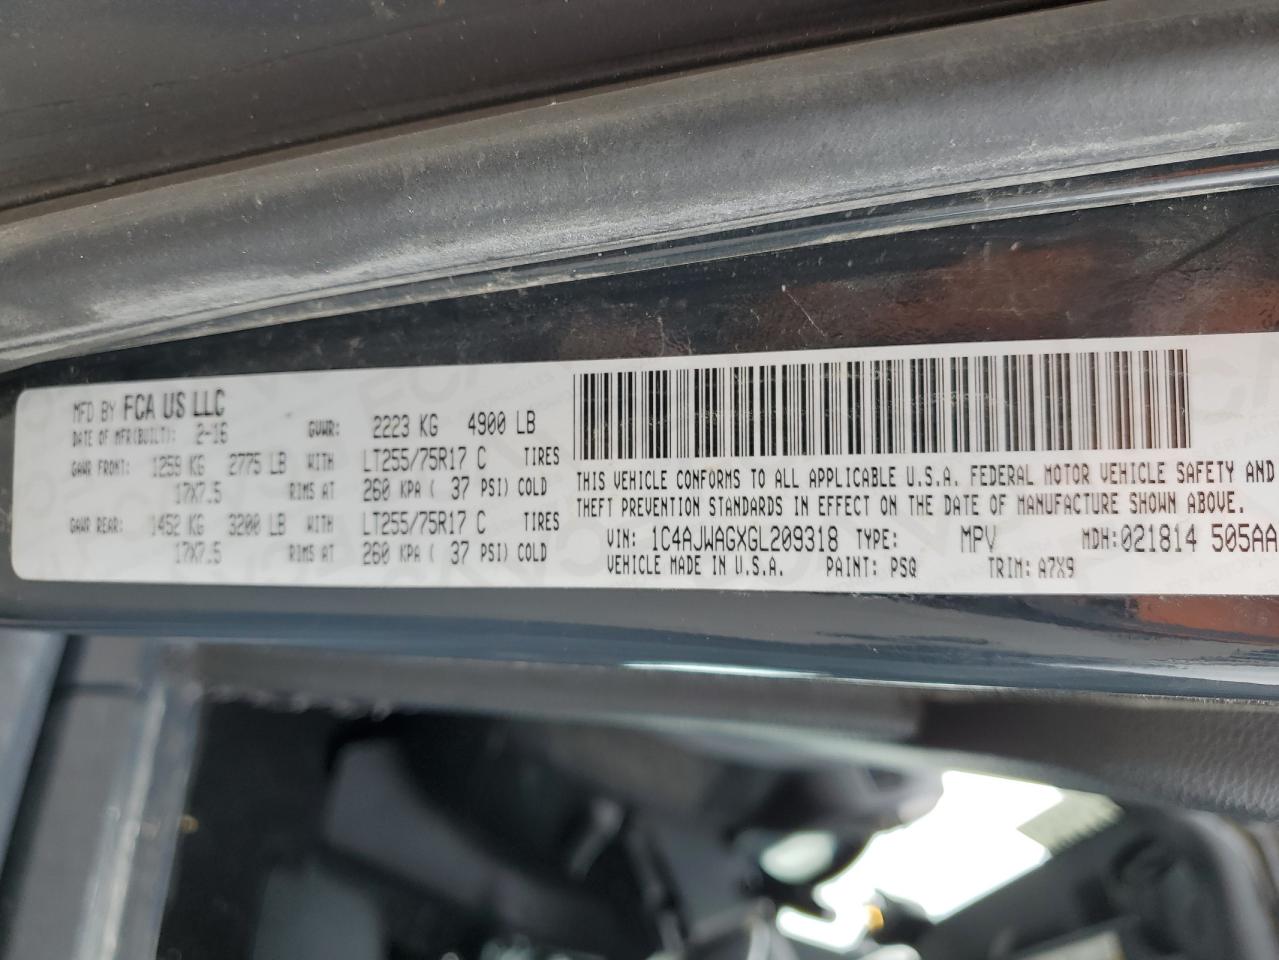 MFD BY FCA US LLC
DATE OF MFR(BUILT): 2-16 GVWR: 2223 KG 4900 LB
GAWR FRONT: 1259 KG 2775 LB WITH LT255/75R17 C TIRES
17X7.5 RIMS AT 260 KPA ( 37 PSI) COLD
GAWR REAR: 1452 KG 3200 LB WITH LT255/75R17 C TIRES
17X7.5 RIMS AT 260 KPA ( 37 PSI) COLD
THIS VEHICLE CONFORMS TO ALL APPLICABLE U.S.A. FEDERAL MOTOR VEHICLE SAFETY AND
THEFT PREVENTION STANDARDS IN EFFECT ON THE DATE OF MANUFACTURE SHOWN ABOVE.
VIN: 1C4AJWAGXGL209318 TYPE: MPV MDH:021814 505AA
VEHICLE MADE IN U.S.A. PAINT: PSQ TRIM: A7X9